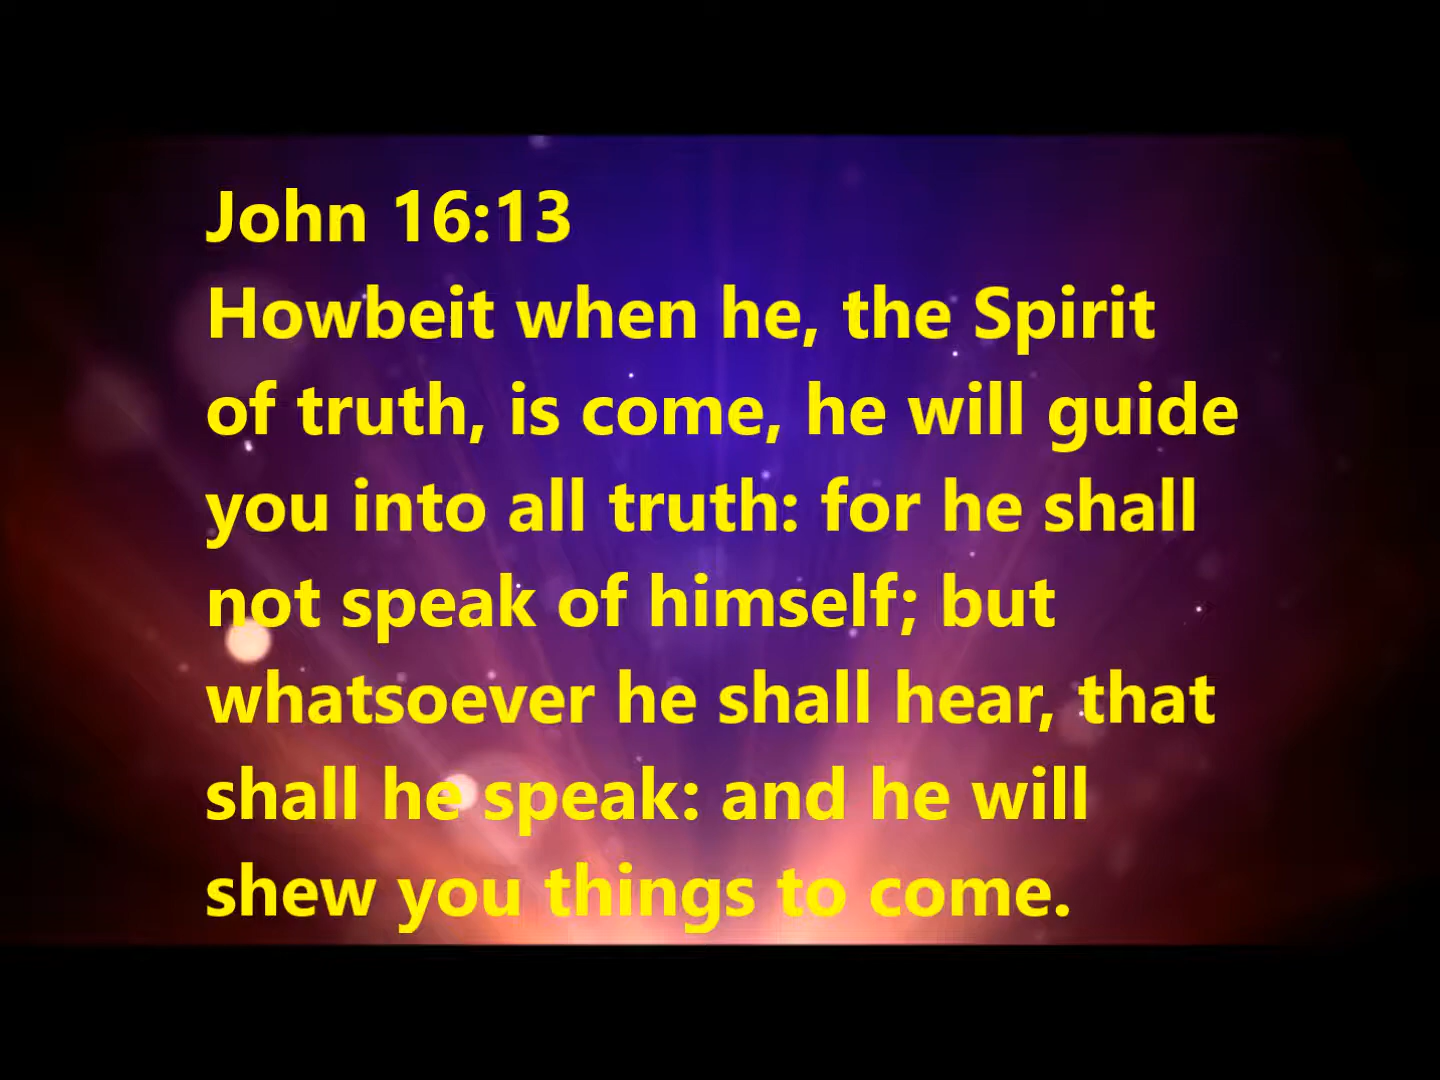 John 16:13
Howbeit when he, the Spirit
of truth, is come, he will guide
you into all truth: for he shall
not speak of himself; but
whatsoever he shall hear, that
shall he speak: and he will
shew you things to come.